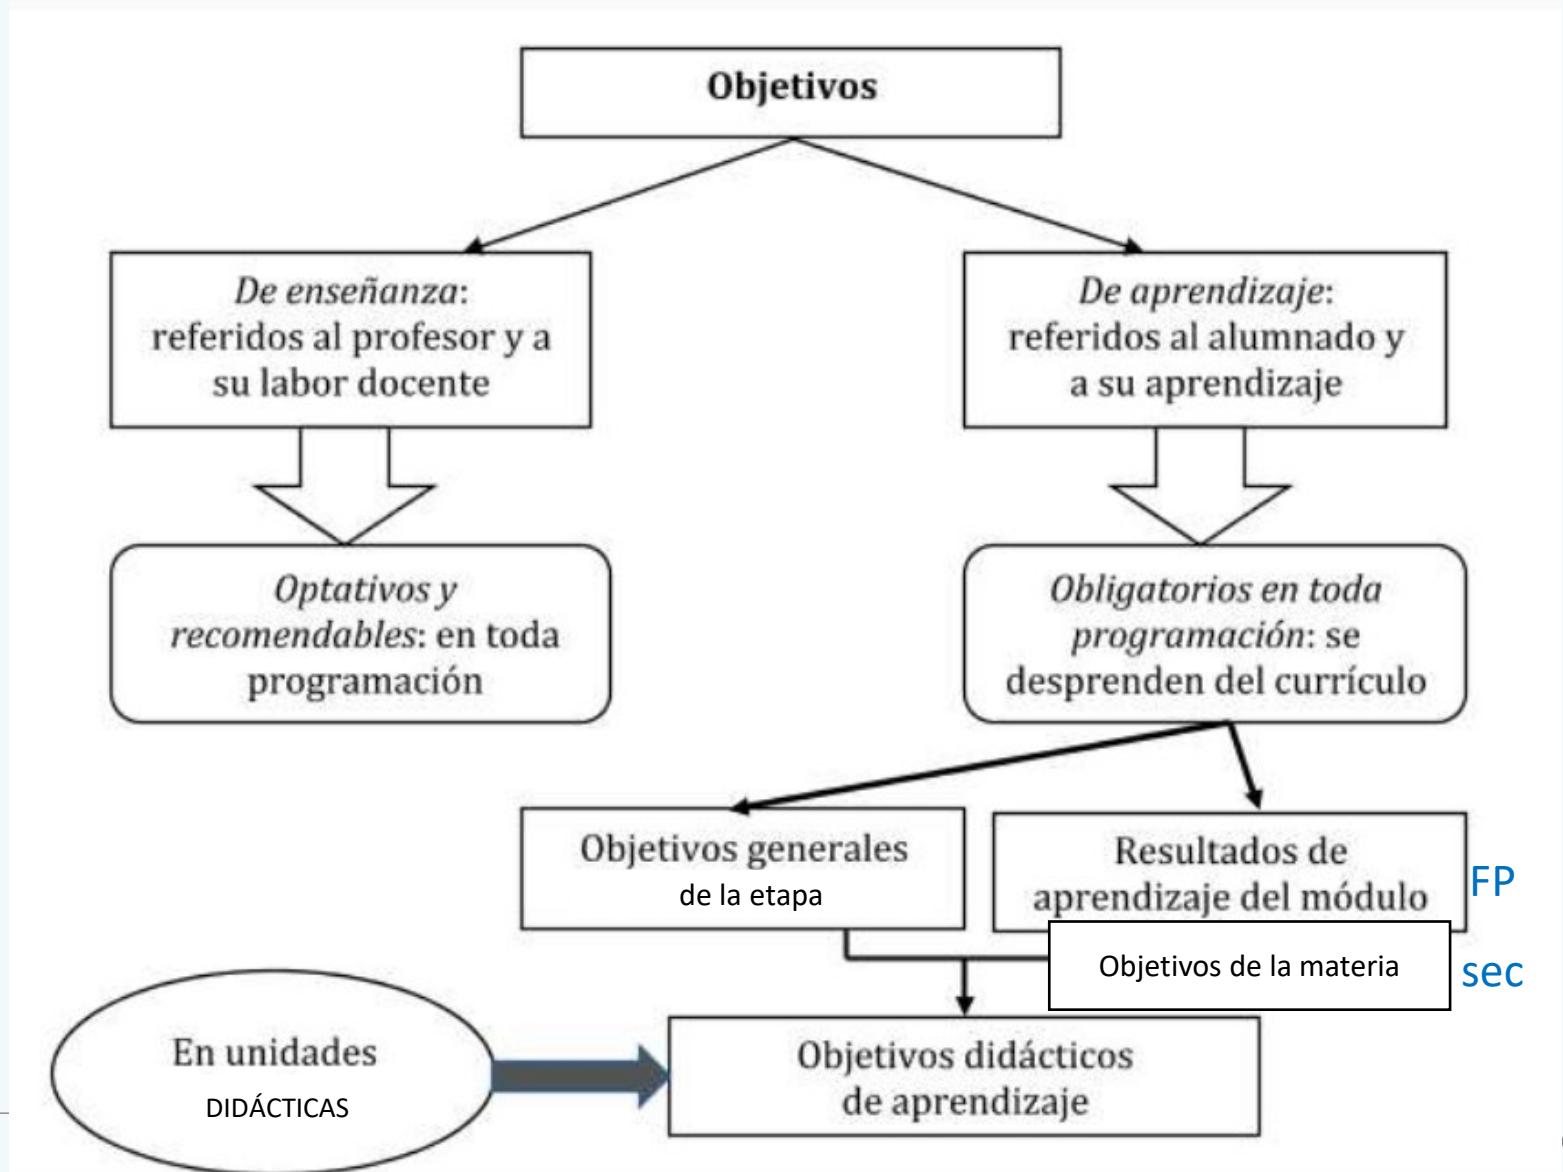 Objetivos
De enseñanza:
referidos al profesor y a
su labor docente
De aprendizaje:
referidos al alumnado y
a su aprendizaje
Optativos y
recomendables: en toda
programación
Obligatorios en toda
programación: se
desprenden del currículo
Objetivos generales
de la etapa
Resultados de
aprendizaje del módulo
FP
Objetivos de la materia
sec
En unidades
DIDÁCTICAS
Objetivos didácticos
de aprendizaje